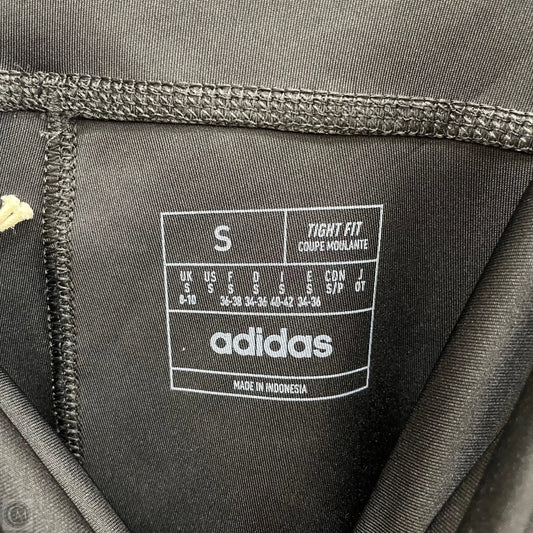 S
TIGHT FIT
COUPE MOULANTE
UK US F D I E CDN J
S S S S S S S/P OT
8-10 36-38 34-36 40-42 34-36
adidas
MADE IN INDONESIA